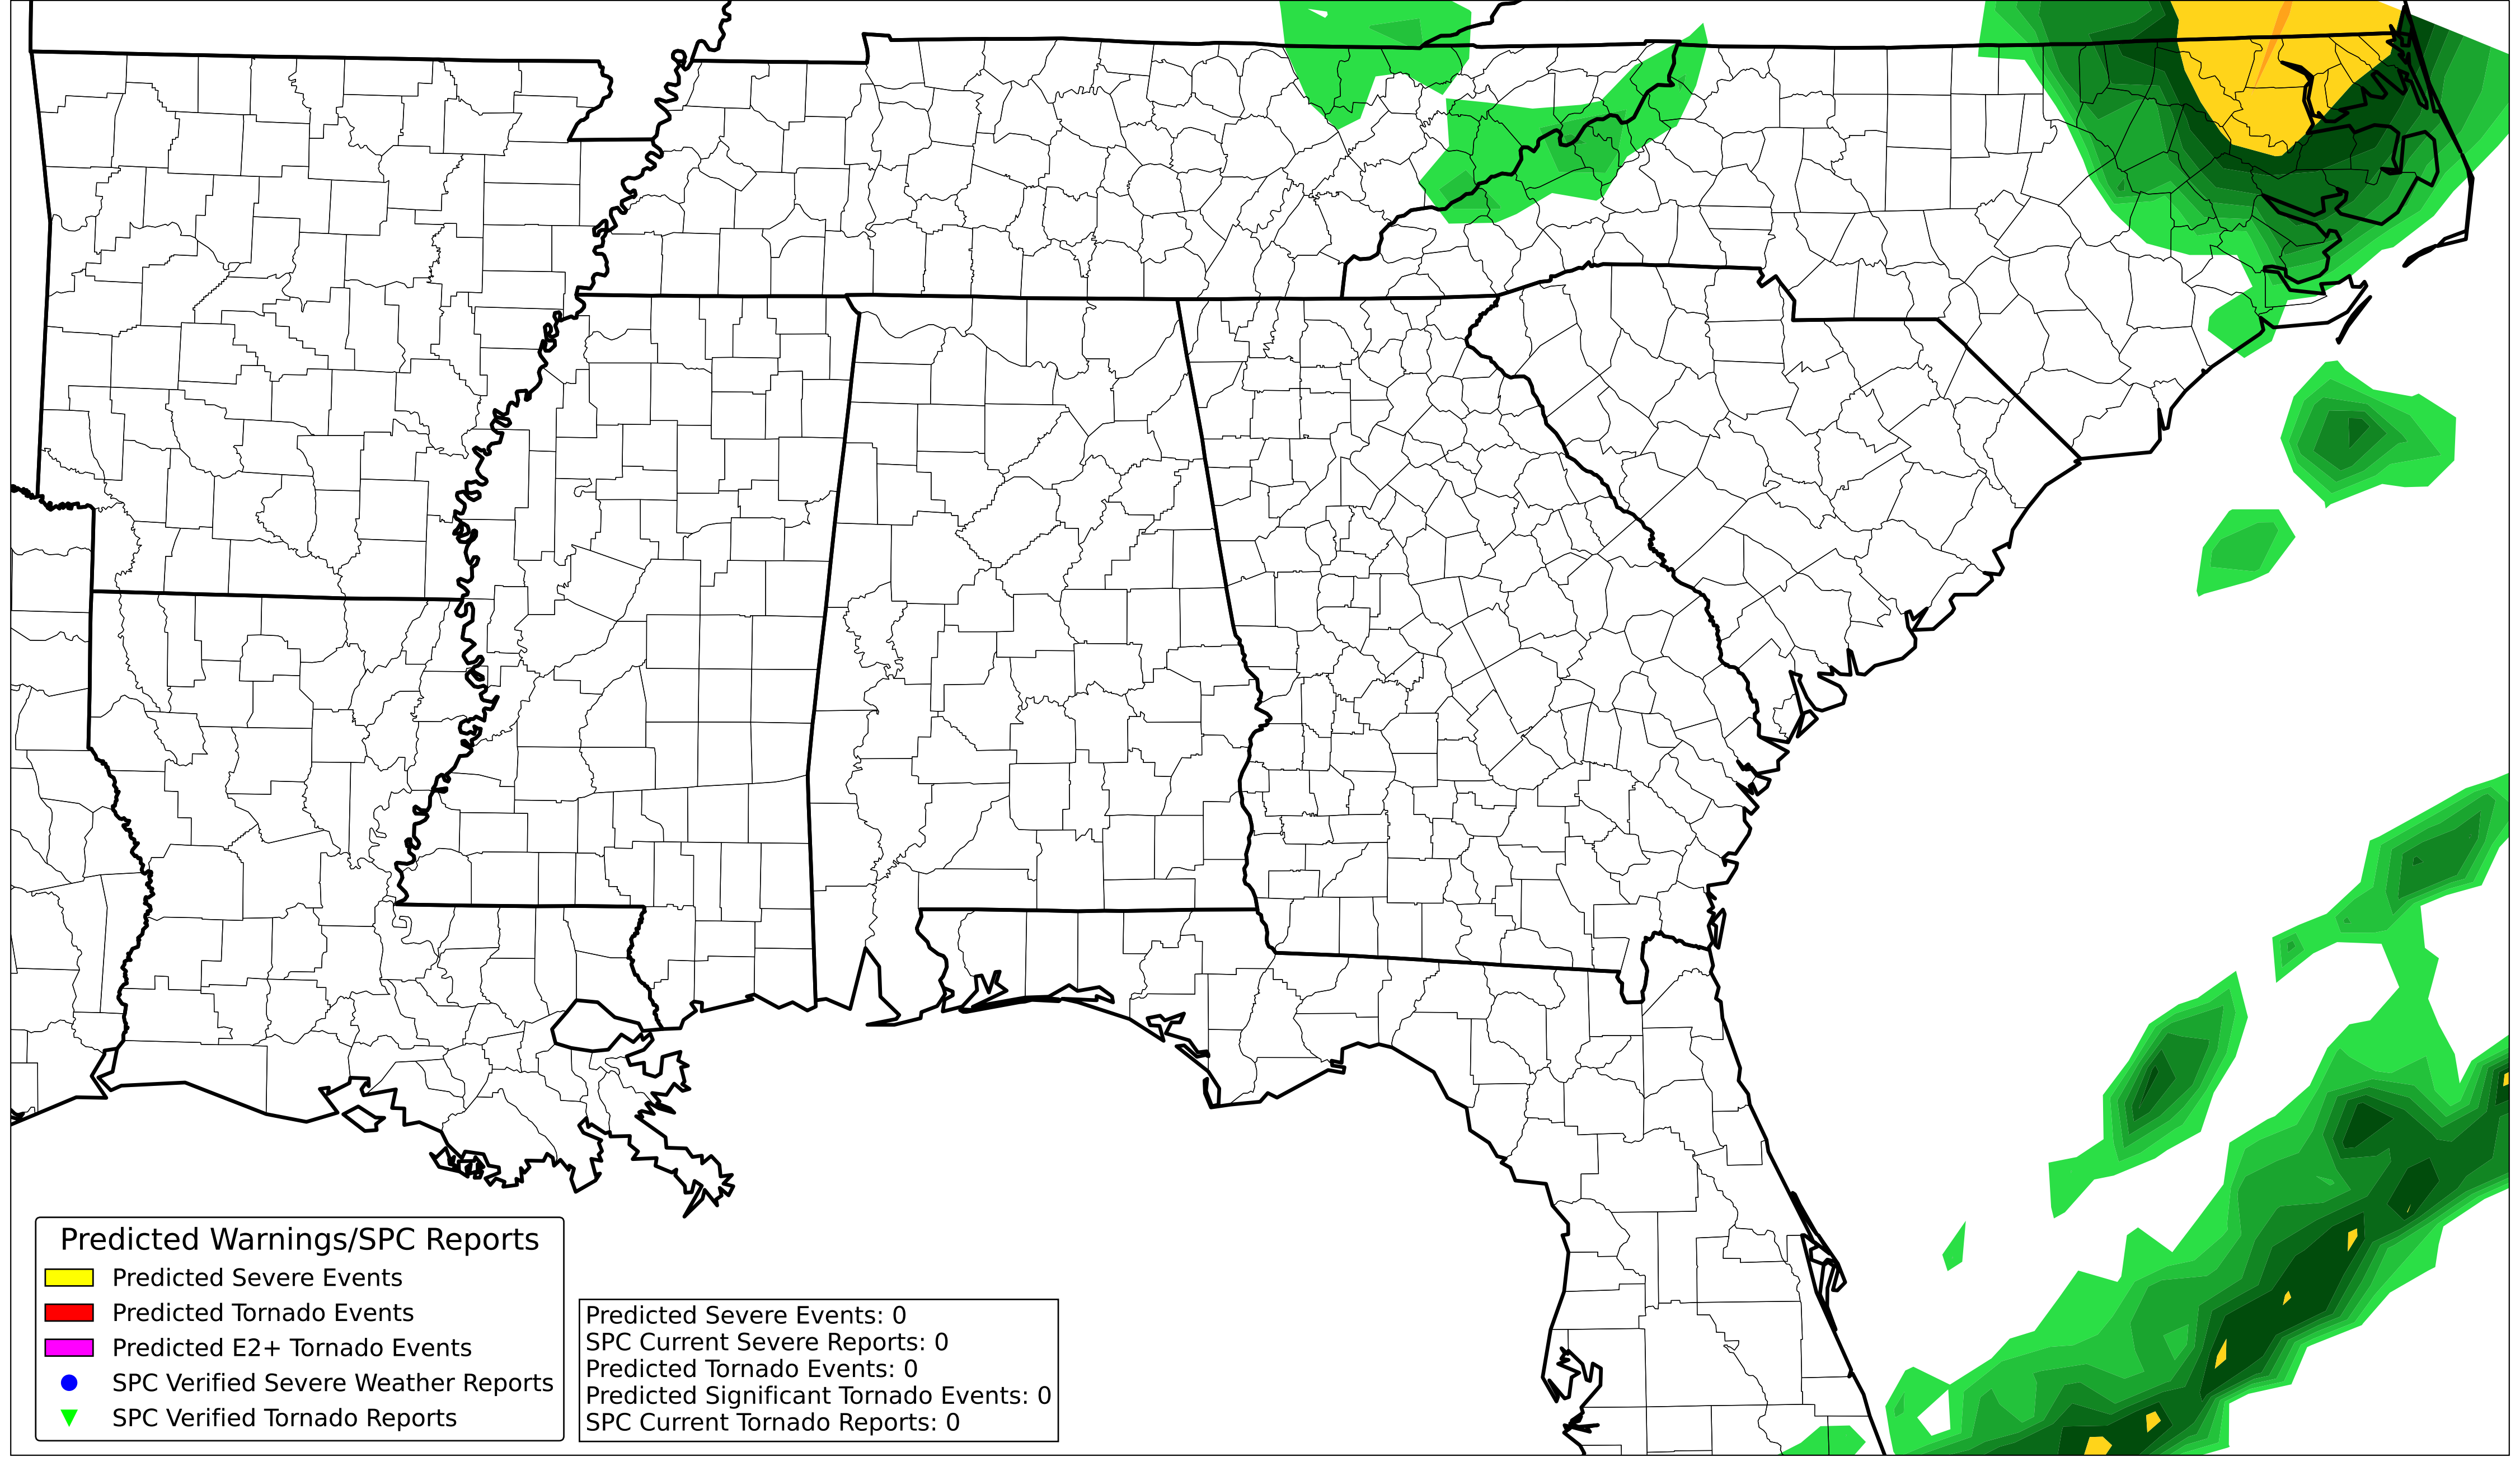 Predicted Warnings/SPC Reports
Predicted Severe Events
Predicted Tornado Events
Predicted E2+ Tornado Events
SPC Verified Severe Weather Reports
SPC Verified Tornado Reports
Predicted Severe Events: 0
SPC Current Severe Reports: 0
Predicted Tornado Events: 0
Predicted Significant Tornado Events: 0
SPC Current Tornado Reports: 0